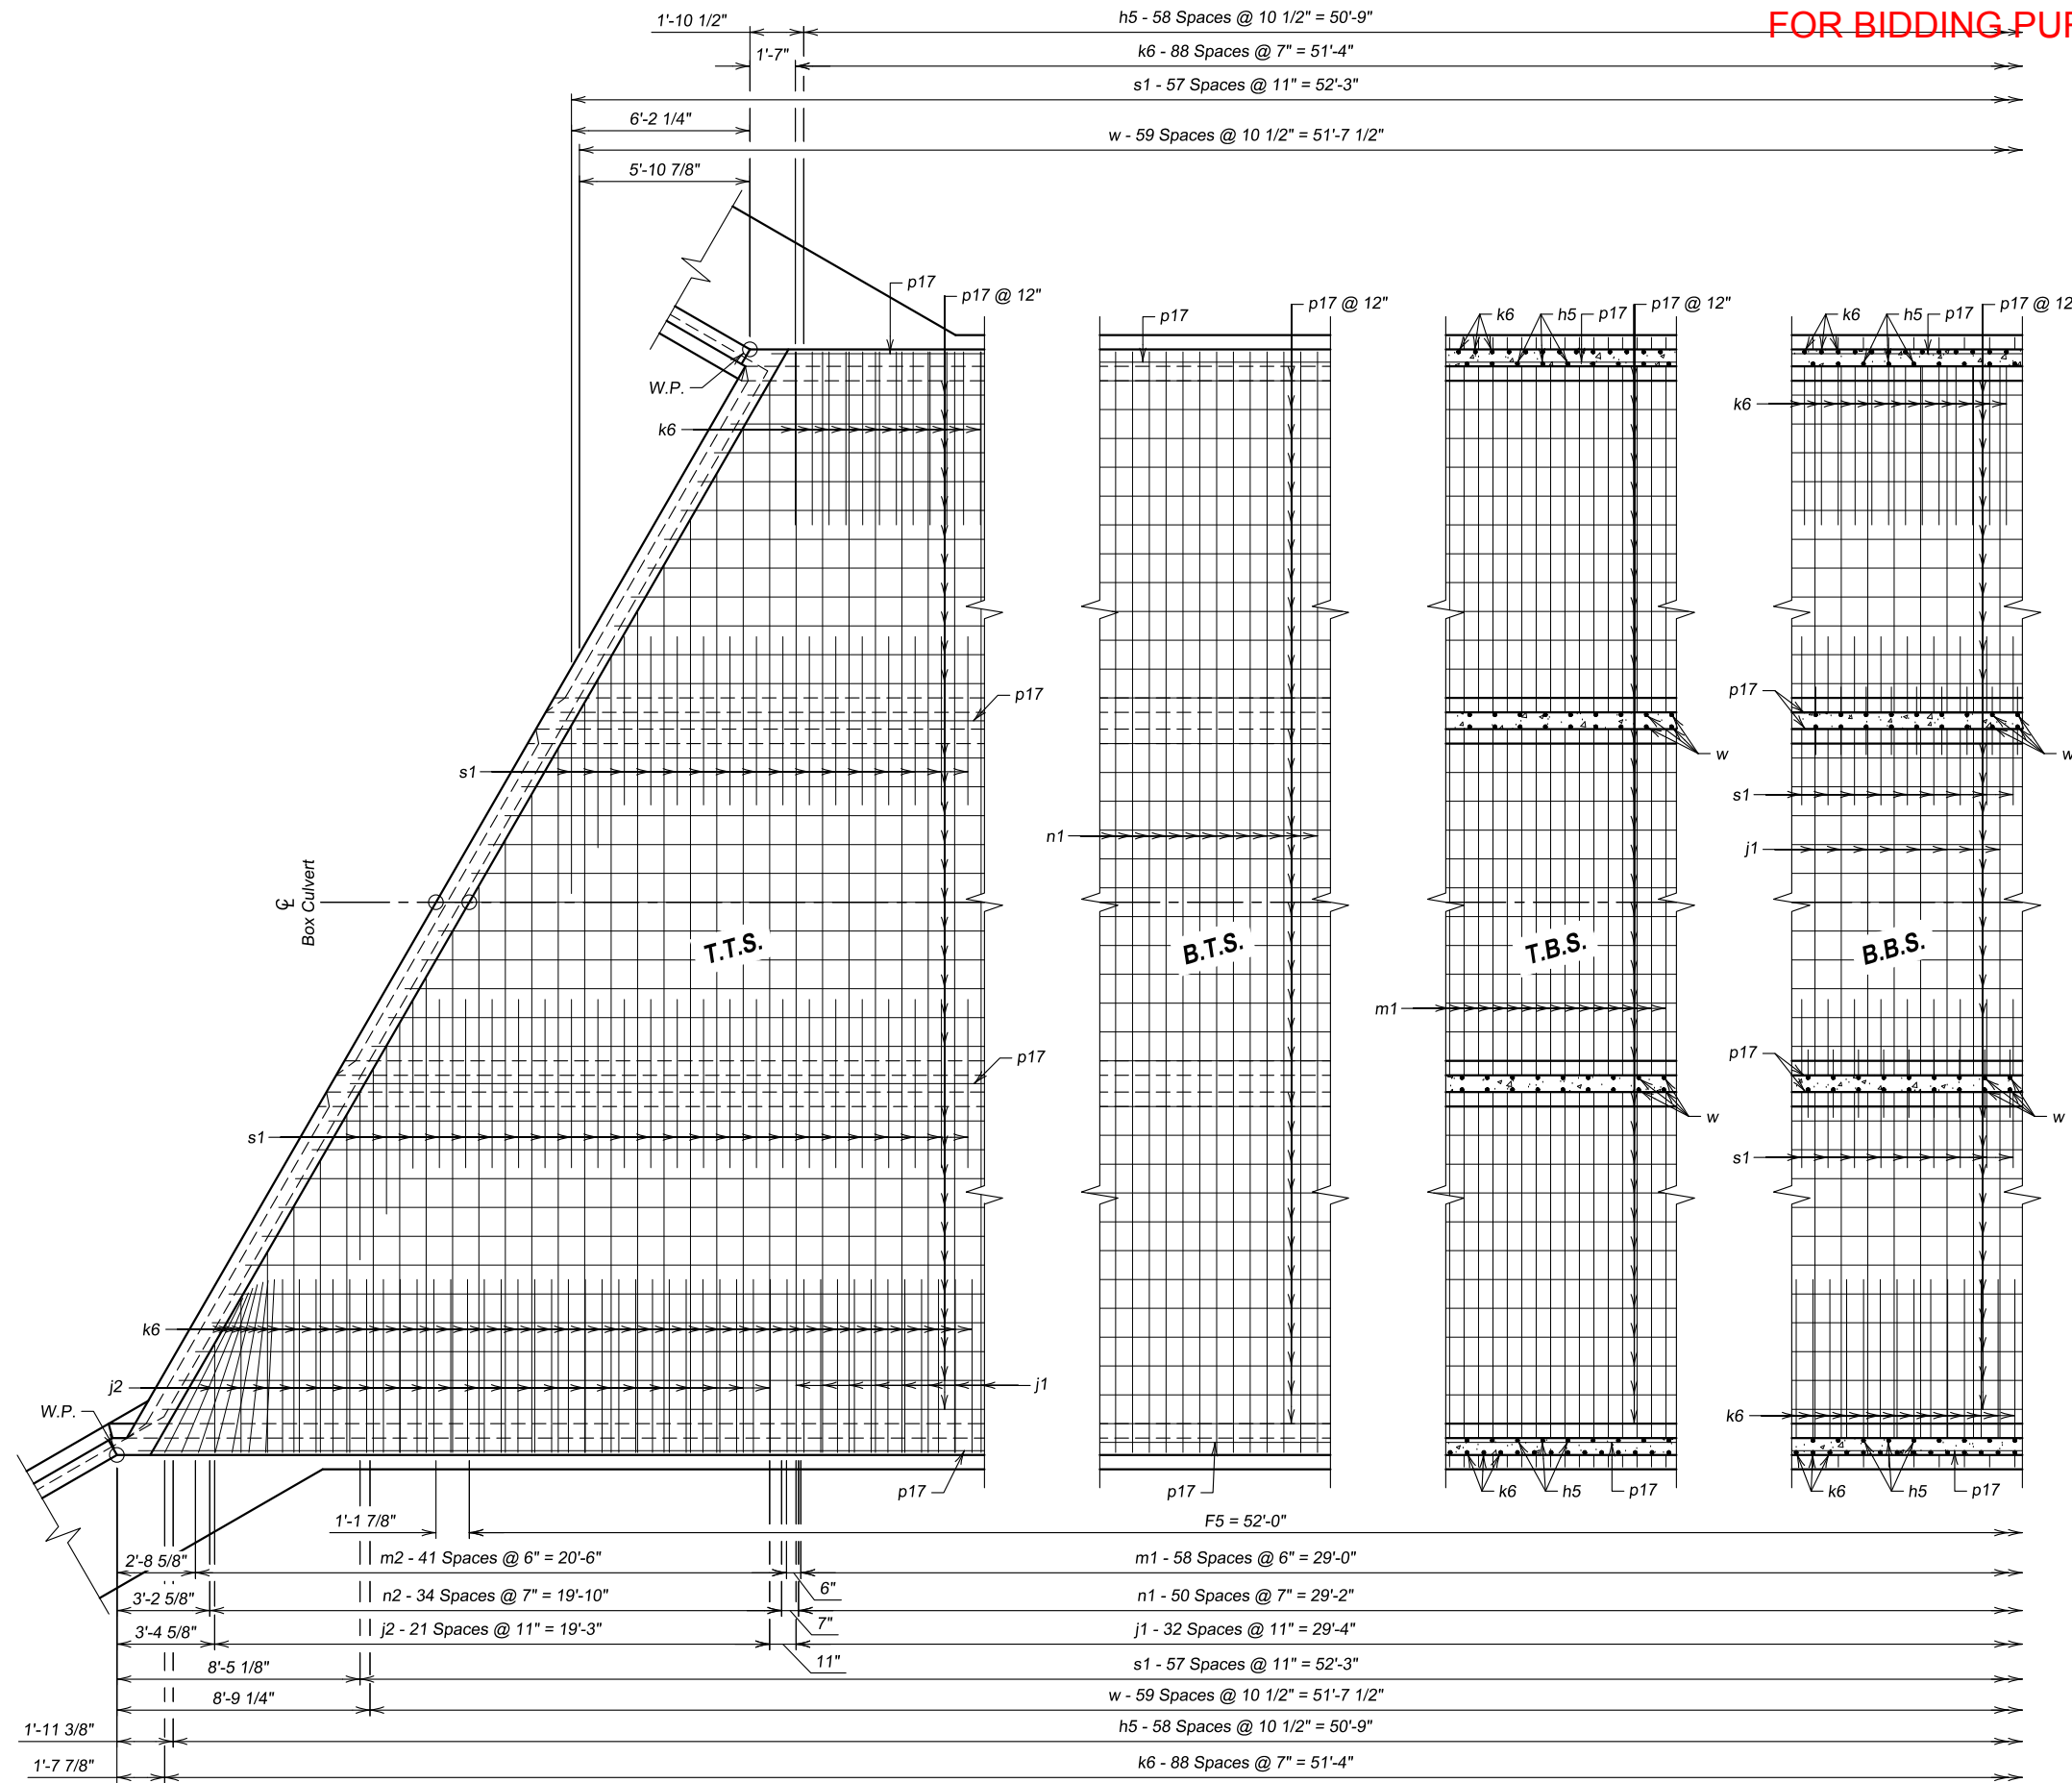 FOR BIDDING PUR
1'-10 1/2"
h5 - 58 Spaces @ 10 1/2" = 50'-9"
1'-7"
k6 - 88 Spaces @ 7" = 51'-4"
s1 - 57 Spaces @ 11" = 52'-3"
6'-2 1/4"
w - 59 Spaces @ 10 1/2" = 51'-7 1/2"
5'-10 7/8"
p17
p17 @ 12"
p17
p17 @ 12"
k6
h5
p17
p17 @ 12"
k6
h5
p17
p17 @ 12"
W.P.
k6
k6
p17
p17
w
w
s1
s1
n1
j1
℄
Box Culvert
T.T.S.
B.T.S.
T.B.S.
B.B.S.
m1
p17
p17
w
w
s1
s1
k6
j2
j1
W.P.
k6
p17
p17
k6
h5
p17
k6
h5
p17
1'-1 7/8"
F5 = 52'-0"
2'-8 5/8"
m2 - 41 Spaces @ 6" = 20'-6"
m1 - 58 Spaces @ 6" = 29'-0"
6"
3'-2 5/8"
n2 - 34 Spaces @ 7" = 19'-10"
n1 - 50 Spaces @ 7" = 29'-2"
7"
3'-4 5/8"
j2 - 21 Spaces @ 11" = 19'-3"
j1 - 32 Spaces @ 11" = 29'-4"
11"
8'-5 1/8"
s1 - 57 Spaces @ 11" = 52'-3"
8'-9 1/4"
w - 59 Spaces @ 10 1/2" = 51'-7 1/2"
1'-11 3/8"
h5 - 58 Spaces @ 10 1/2" = 50'-9"
1'-7 7/8"
k6 - 88 Spaces @ 7" = 51'-4"